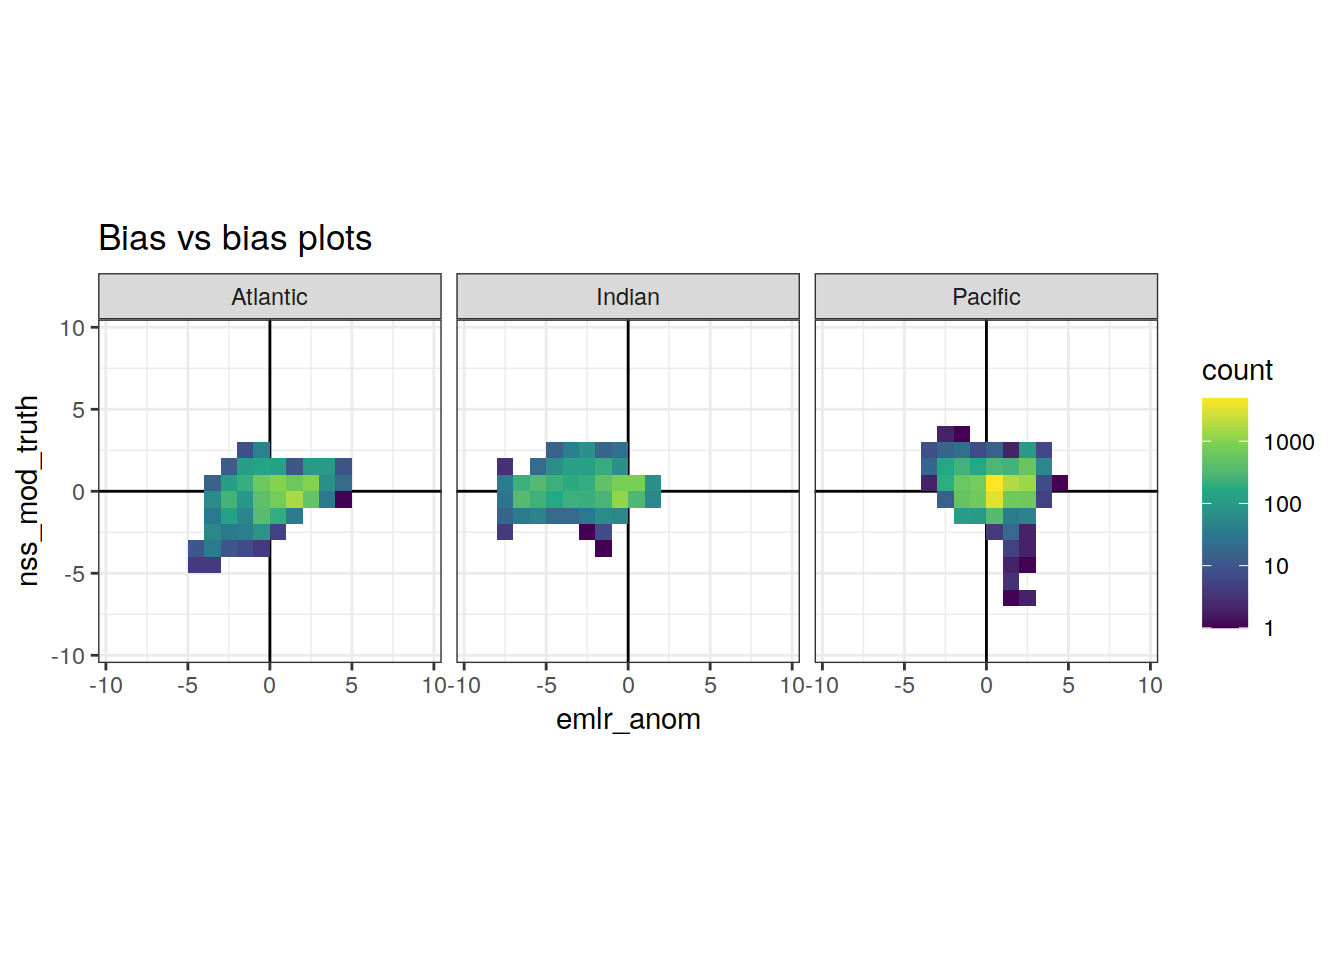 Bias vs bias plots
Atlantic Indian Pacific
nss_mod_truth
10
5
0
-5
-10
-10 -5 0 5 10 -10 -5 0 5 10 -10 -5 0 5 10
emlr_anom
count
1000
100
10
1